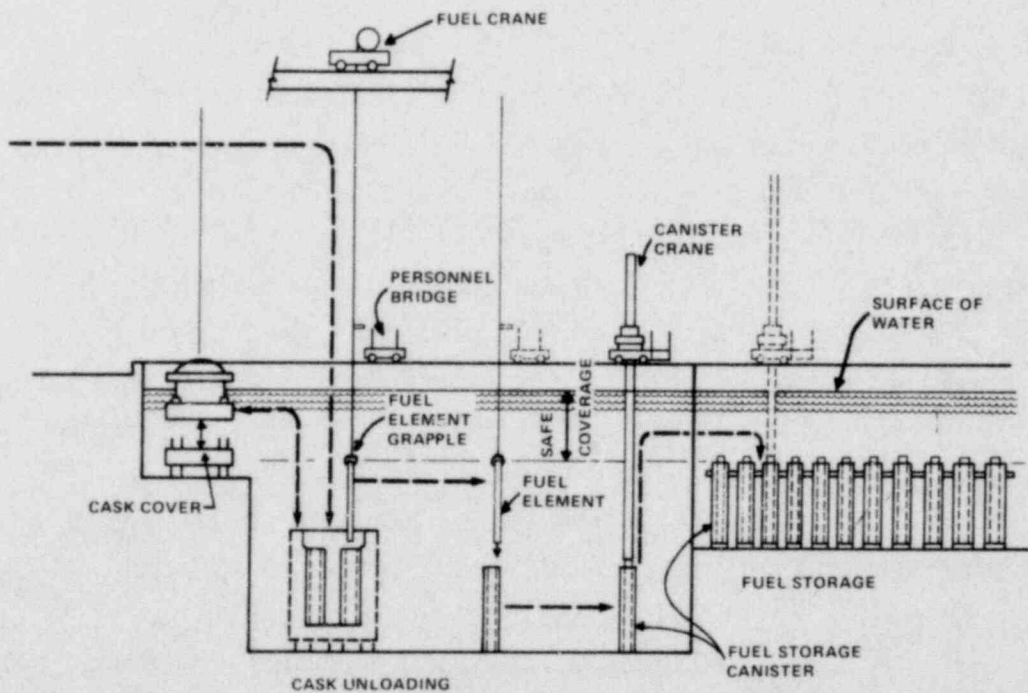 FUEL CRANE
CANISTER
CRANE
PERSONNEL
BRIDGE
SURFACE OF
WATER
FUEL
ELEMENT
GRAPPLE
SAFE
COVERAGE
FUEL
ELEMENT
CASK COVER
FUEL STORAGE
FUEL STORAGE
CANISTER
CASK UNLOADING